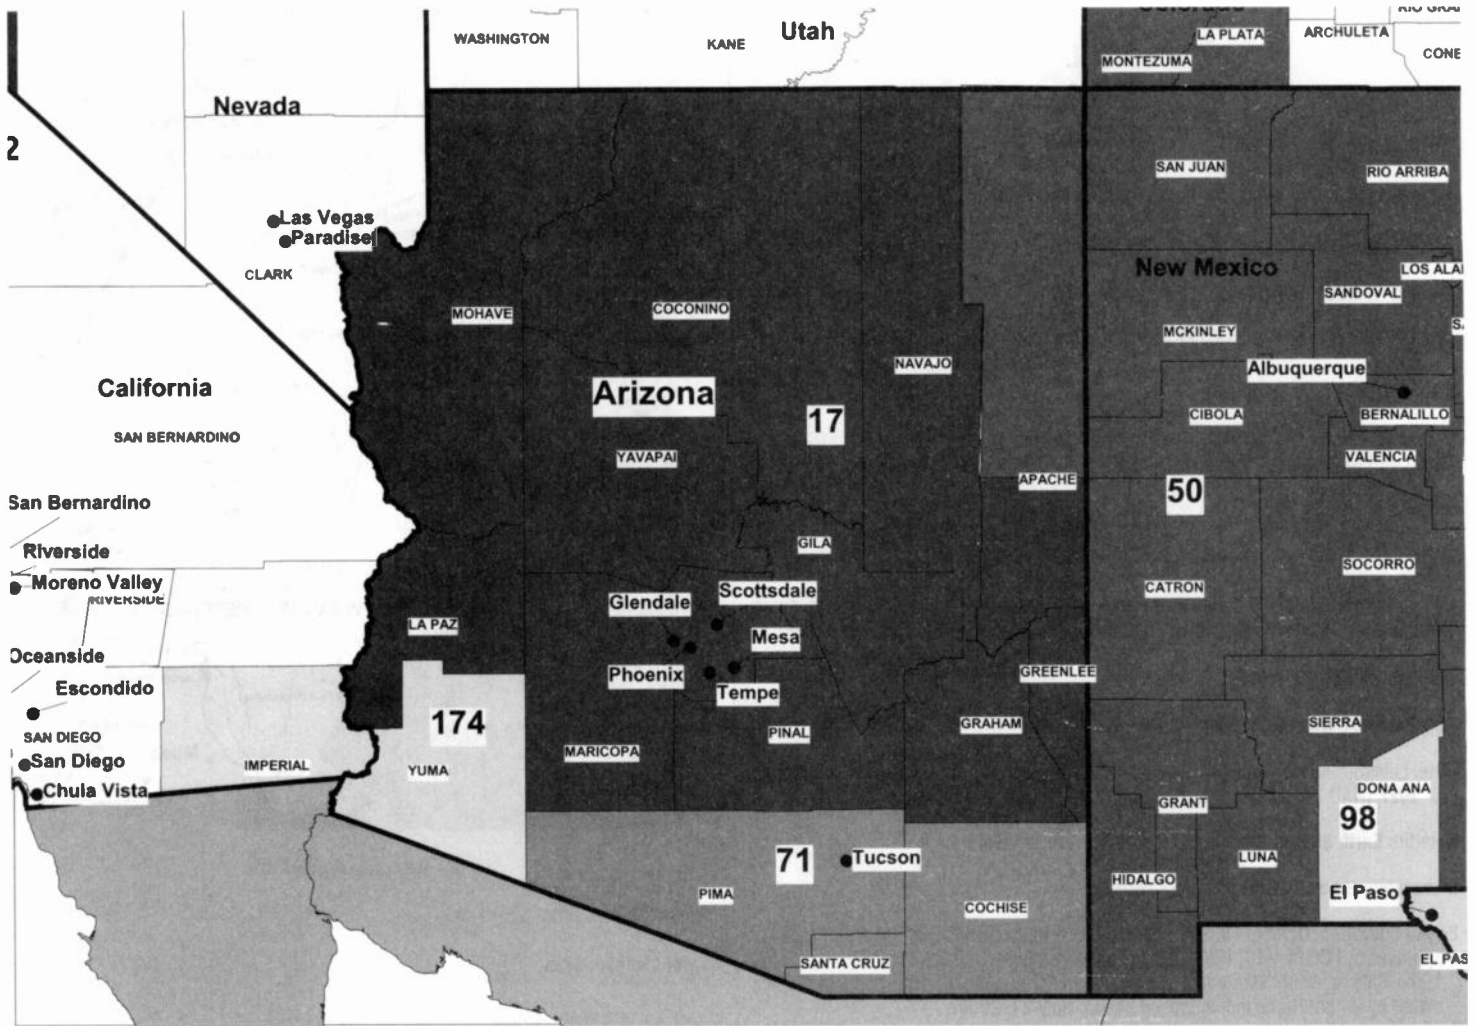 Colorado
WASHINGTON
KANE
Utah
LA PLATA
ARCHULETA
MONTEZUMA
CONE
Nevada
2
SAN JUAN
RIO ARRIBA
Las Vegas
Paradise
CLARK
New Mexico
LOS ALA
SANDOVAL
MOHAVE
COCONINO
MCKINLEY
NAVAJO
Albuquerque
California
Arizona
17
CIBOLA
BERNALILLO
SAN BERNARDINO
YAVAPAI
VALENCIA
APACHE
50
San Bernardino
GILA
Riverside
SOCORRO
Moreno Valley
RIVERSIDE
Scottsdale
CATRON
Glendale
LA PAZ
Mesa
Oceanside
Phoenix
GREENLEE
Escondido
Tempe
174
GRAHAM
SIERRA
SAN DIEGO
PINAL
MARICOPA
San Diego
IMPERIAL
YUMA
Chula Vista
DONA ANA
GRANT
98
71
Tucson
LUNA
HIDALGO
PIMA
El Paso
COCHISE
SANTA CRUZ
EL PAS